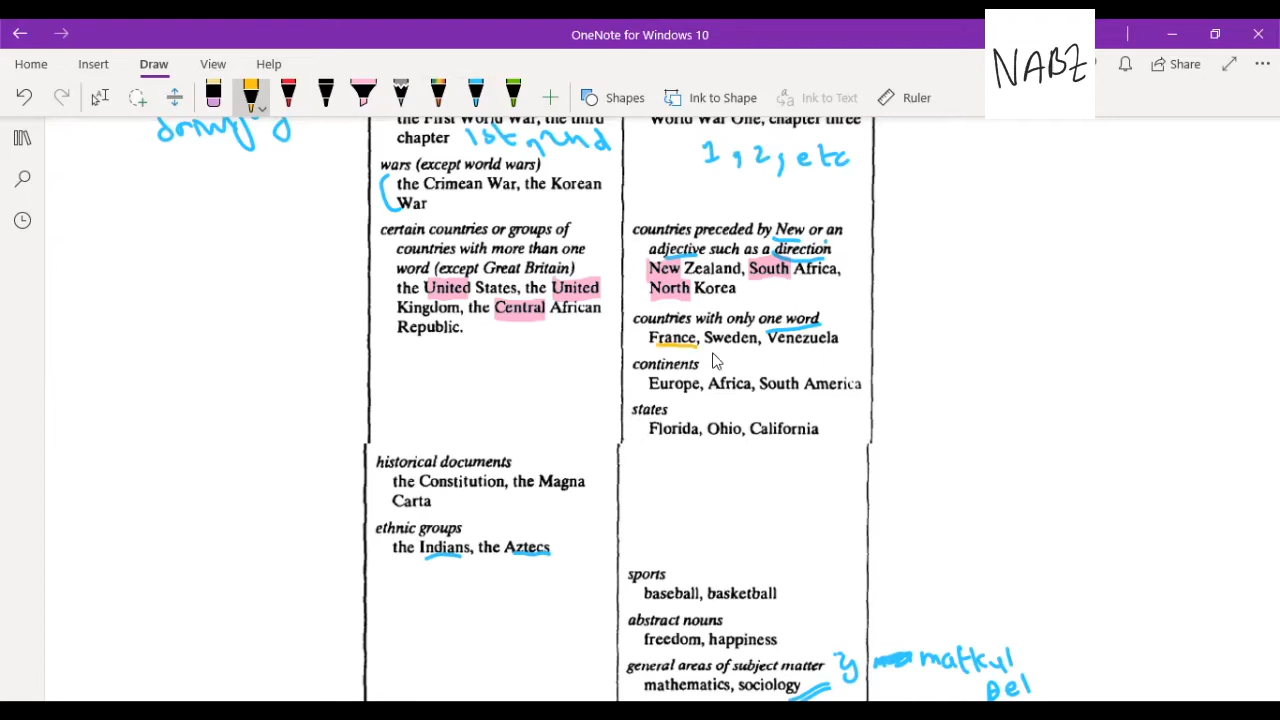 OneNote for Windows 10
NABZ
Home Insert Draw View Help
Share
Shapes Ink to Shape Ink to Text Ruler
the First World War, the third
chapter 1st, 2nd
wars (except world wars)
the Crimean War, the Korean
War
certain countries or groups of
countries with more than one
word (except Great Britain)
the United States, the United
Kingdom, the Central African
Republic.
historical documents
the Constitution, the Magna
Carta
ethnic groups
the Indians, the Aztecs
World War One, chapter three
1, 2, etc
countries preceded by New or an
adjective such as a direction
New Zealand, South Africa,
North Korea
countries with only one word
France, Sweden, Venezuela
continents
Europe, Africa, South America
states
Florida, Ohio, California
sports
baseball, basketball
abstract nouns
freedom, happiness
general areas of subject matter
mathematics, sociology